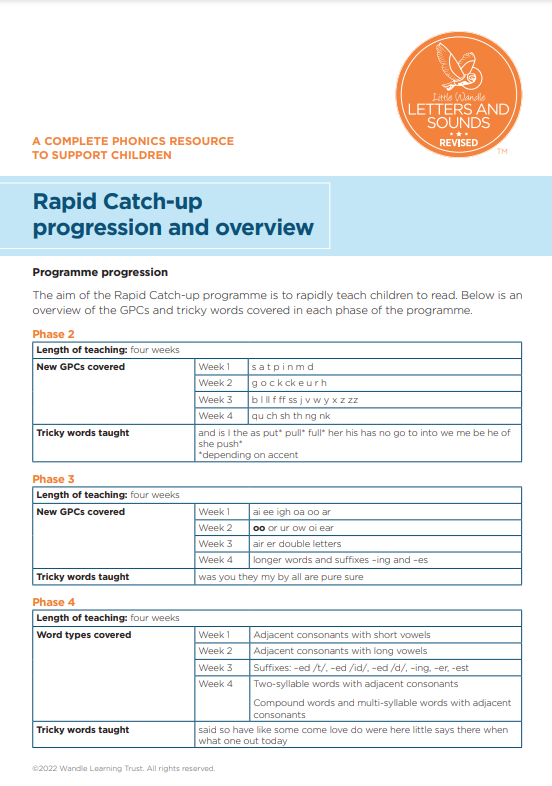 Little Wandle
LETTERS AND
SOUNDS
REVISED
TM
A COMPLETE PHONICS RESOURCE
TO SUPPORT CHILDREN
Rapid Catch-up
progression and overview
Programme progression
The aim of the Rapid Catch-up programme is to rapidly teach children to read. Below is an
overview of the GPCs and tricky words covered in each phase of the programme.
Phase 2
Length of teaching: four weeks
New GPCs covered
Week 1 s a t p i n m d
Week 2 g o c k ck e u r h
Week 3 b l ll f ff ss j v w y x z zz
Week 4 qu ch sh th ng nk
Tricky words taught
and is I the as put* pull* full* her his has no go to into we me be he of
she push*
*depending on accent
Phase 3
Length of teaching: four weeks
New GPCs covered
Week 1 ai ee igh oa oo ar
Week 2 oo or ur ow oi ear
Week 3 air er double letters
Week 4 longer words and suffixes –ing and –es
Tricky words taught was you they my by all are pure sure
Phase 4
Length of teaching: four weeks
Word types covered
Week 1 Adjacent consonants with short vowels
Week 2 Adjacent consonants with long vowels
Week 3 Suffixes: –ed /t/, –ed /id/, –ed /d/, –ing, –er, -est
Week 4 Two-syllable words with adjacent consonants
Compound words and multi-syllable words with adjacent
consonants
Tricky words taught
said so have like some come love do were here little says there when
what one out today
©2022 Wandle Learning Trust. All rights reserved.